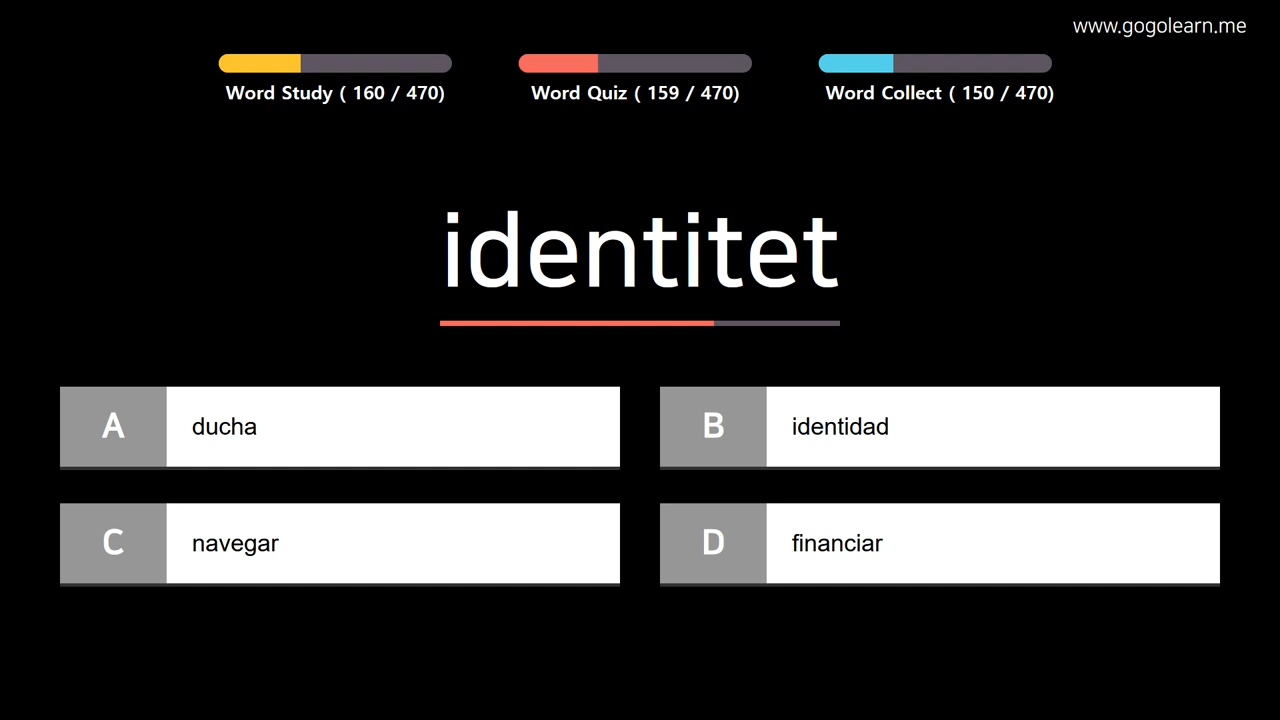 www.gogolearn.me
Word Study ( 160 / 470)
Word Quiz ( 159 / 470)
Word Collect ( 150 / 470)
identitet
A ducha
B identidad
C navegar
D financiar